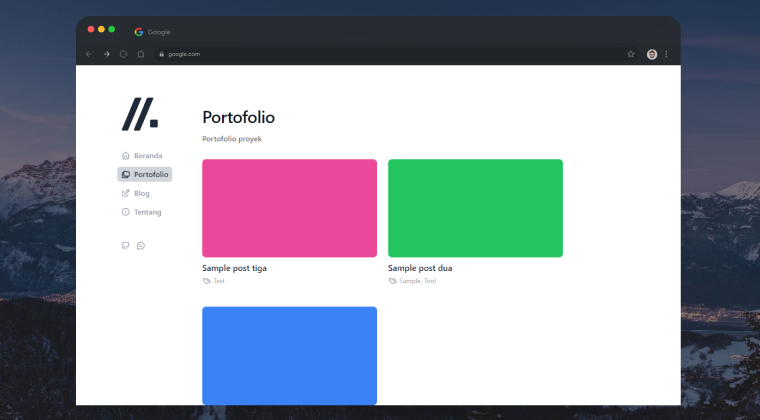 Google
google.com
Portofolio
Portofolio proyek
Beranda
Portofolio
Blog
Tentang
Sample post tiga
Test
Sample post dua
Sample, Tool